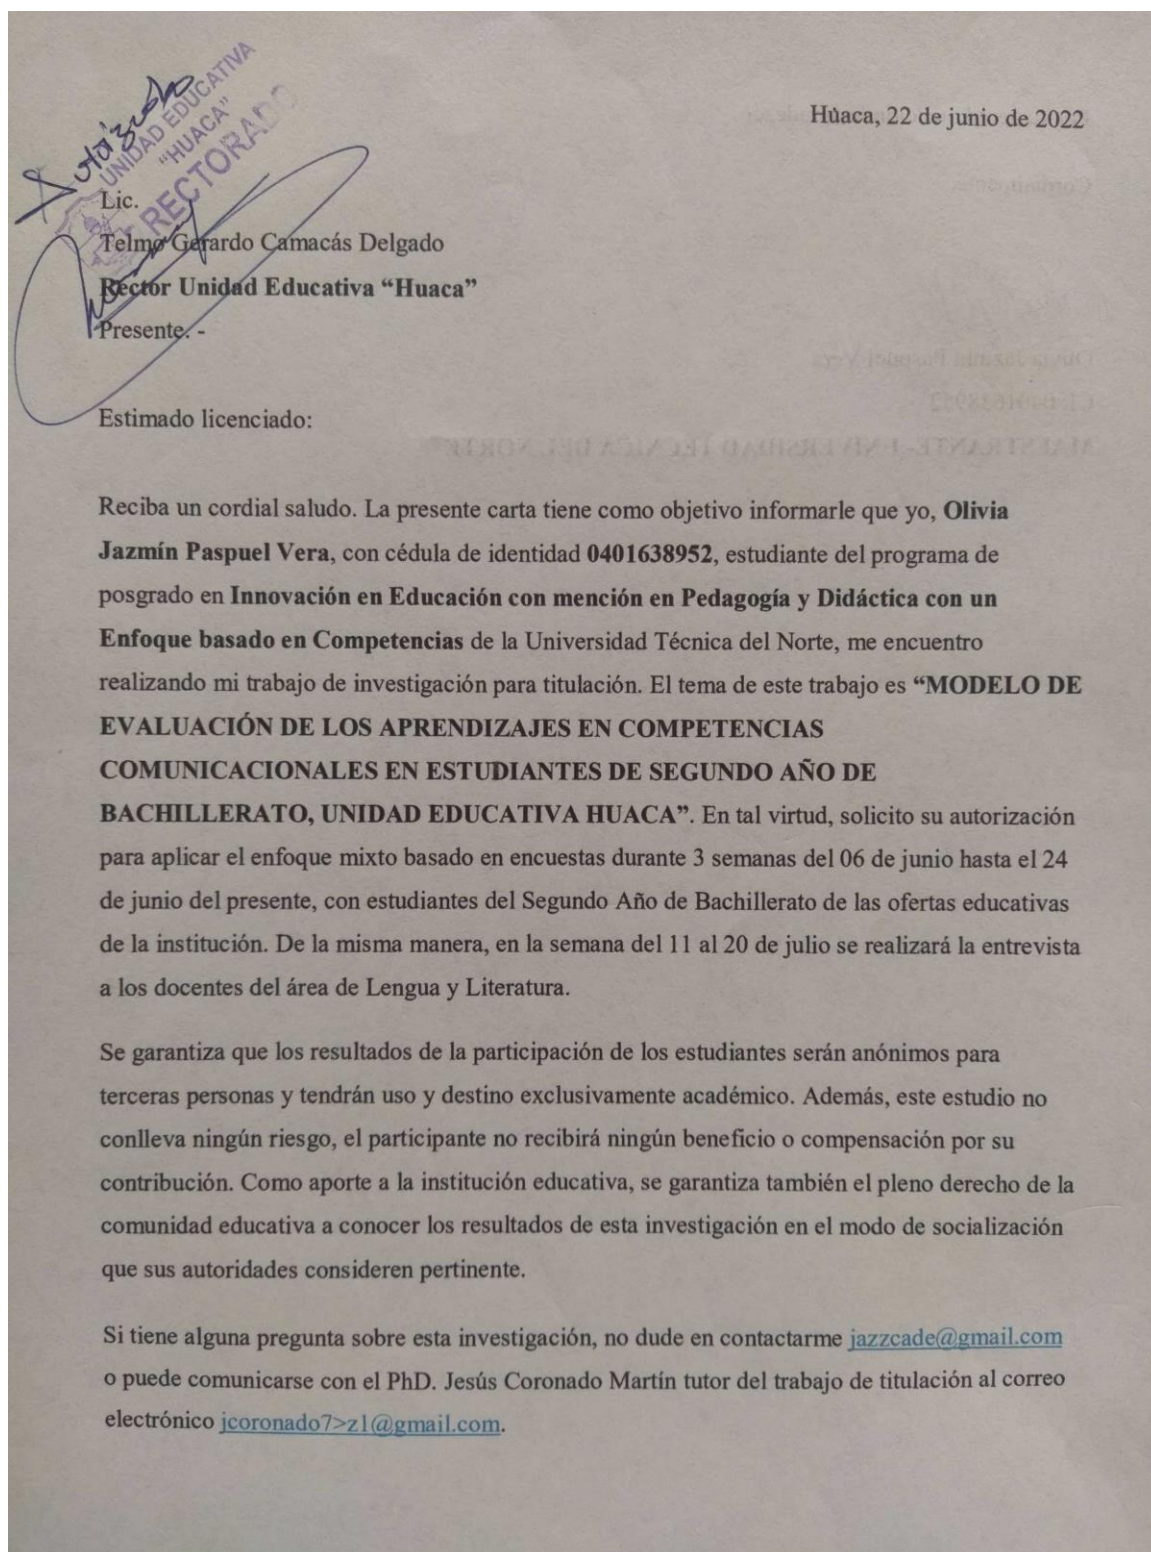 Autorizado
UNIDAD EDUCATIVA
"HUACA"
RECTORADO
Huaca, 22 de junio de 2022
Lic.
Telmo Gerardo Camacás Delgado
Rector Unidad Educativa “Huaca”
Presente. -
Estimado licenciado:
Reciba un cordial saludo. La presente carta tiene como objetivo informarle que yo, Olivia
Jazmín Paspuel Vera, con cédula de identidad 0401638952, estudiante del programa de
posgrado en Innovación en Educación con mención en Pedagogía y Didáctica con un
Enfoque basado en Competencias de la Universidad Técnica del Norte, me encuentro
realizando mi trabajo de investigación para titulación. El tema de este trabajo es “MODELO DE
EVALUACIÓN DE LOS APRENDIZAJES EN COMPETENCIAS
COMUNICACIONALES EN ESTUDIANTES DE SEGUNDO AÑO DE
BACHILLERATO, UNIDAD EDUCATIVA HUACA”. En tal virtud, solicito su autorización
para aplicar el enfoque mixto basado en encuestas durante 3 semanas del 06 de junio hasta el 24
de junio del presente, con estudiantes del Segundo Año de Bachillerato de las ofertas educativas
de la institución. De la misma manera, en la semana del 11 al 20 de julio se realizará la entrevista
a los docentes del área de Lengua y Literatura.
Se garantiza que los resultados de la participación de los estudiantes serán anónimos para
terceras personas y tendrán uso y destino exclusivamente académico. Además, este estudio no
conlleva ningún riesgo, el participante no recibirá ningún beneficio o compensación por su
contribución. Como aporte a la institución educativa, se garantiza también el pleno derecho de la
comunidad educativa a conocer los resultados de esta investigación en el modo de socialización
que sus autoridades consideren pertinente.
Si tiene alguna pregunta sobre esta investigación, no dude en contactarme jazzcade@gmail.com
o puede comunicarse con el PhD. Jesús Coronado Martín tutor del trabajo de titulación al correo
electrónico jcoronado7>z1@gmail.com.